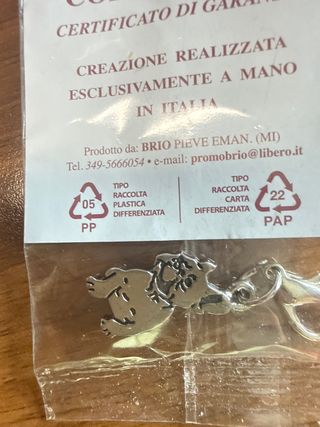 CERTIFICATO DI GARAN
CREAZIONE REALIZZATA
ESCLUSIVAMENTE A MANO
IN ITALIA
Prodotto da: BRIO PIEVE EMAN. (MI)
Tel. 349-5666054 • e-mail: promobrio@libero.it
05
PP
TIPO
RACCOLTA
PLASTICA
DIFFERENZIATA
TIPO
RACCOLTA
CARTA
DIFFERENZIATA
22
PAP